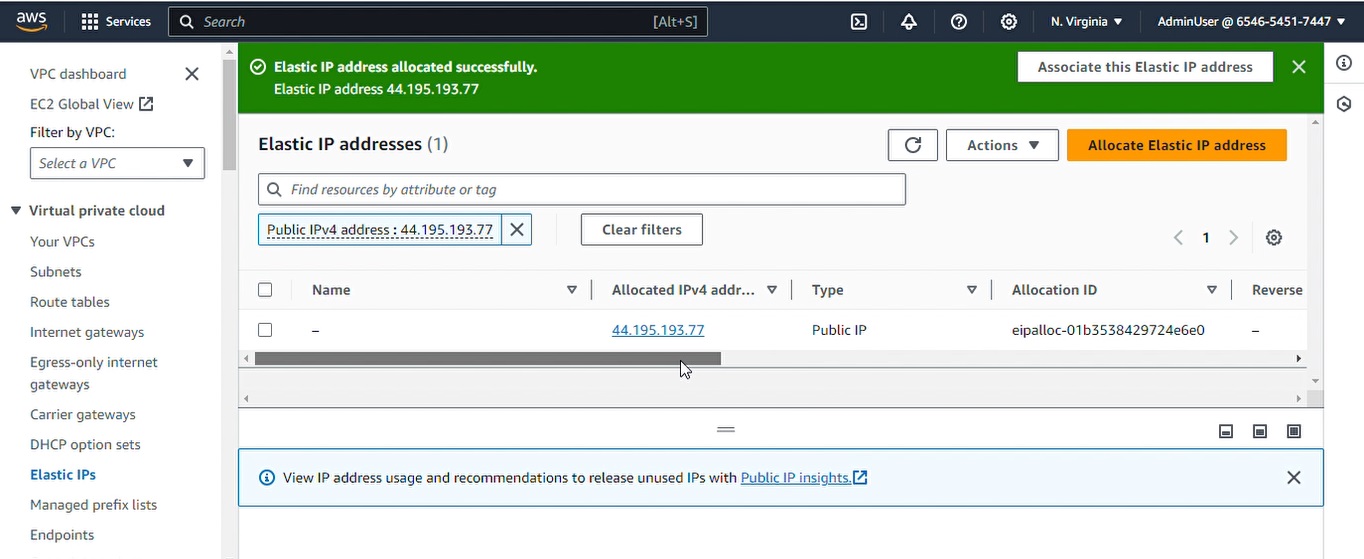 aws
Services
Search
[Alt+S]
N. Virginia
AdminUser @ 6546-5451-7447
VPC dashboard
EC2 Global View
Filter by VPC:
Select a VPC
Virtual private cloud
Your VPCs
Subnets
Route tables
Internet gateways
Egress-only internet
gateways
Carrier gateways
DHCP option sets
Elastic IPs
Managed prefix lists
Endpoints
Elastic IP address allocated successfully.
Elastic IP address 44.195.193.77
Associate this Elastic IP address
Elastic IP addresses (1)
Actions
Allocate Elastic IP address
Find resources by attribute or tag
Public IPv4 address : 44.195.193.77
Clear filters
1
Name Allocated IPv4 addr... Type Allocation ID Reverse
– 44.195.193.77 Public IP eipalloc-01b3538429724e6e0 –
View IP address usage and recommendations to release unused IPs with Public IP insights.